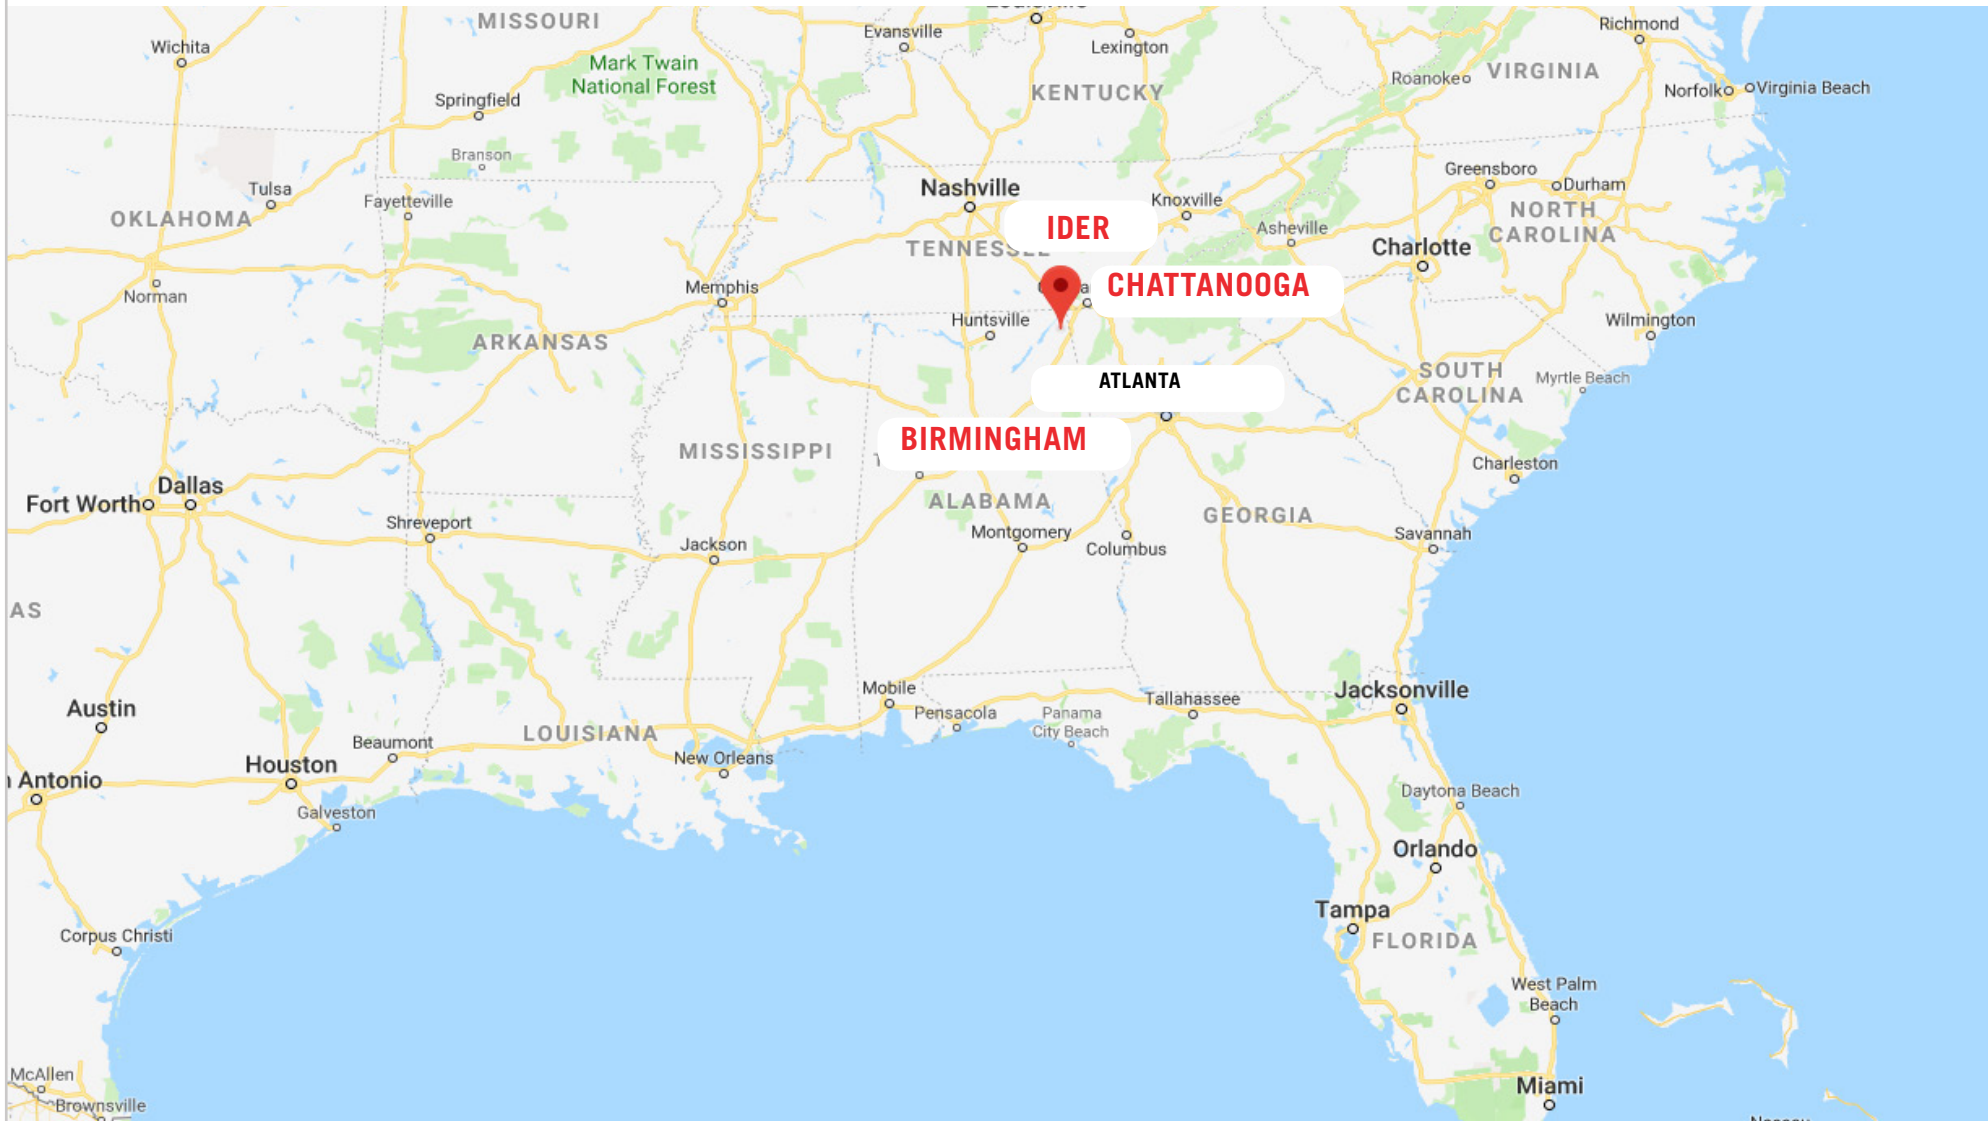 MISSOURI
Evansville
Lexington
Richmond
Wichita
Mark Twain
National Forest
Roanoke
VIRGINIA
Springfield
KENTUCKY
Norfolk
Virginia Beach
Branson
Greensboro
Durham
Tulsa
Fayetteville
Nashville
Knoxville
OKLAHOMA
NORTH
CAROLINA
IDER
Asheville
Charlotte
TENNESSEE
Norman
Memphis
CHATTANOOGA
Huntsville
Wilmington
ARKANSAS
SOUTH
CAROLINA
Myrtle Beach
ATLANTA
BIRMINGHAM
MISSISSIPPI
Charleston
Dallas
Fort Worth
ALABAMA
GEORGIA
Shreveport
Jackson
Montgomery
Columbus
Savannah
AS
Mobile
Tallahassee
Jacksonville
Austin
Pensacola
Panama
City Beach
LOUISIANA
Beaumont
New Orleans
Houston
Antonio
Daytona Beach
Galveston
Orlando
Tampa
FLORIDA
Corpus Christi
West Palm
Beach
McAllen
Miami
Brownsville